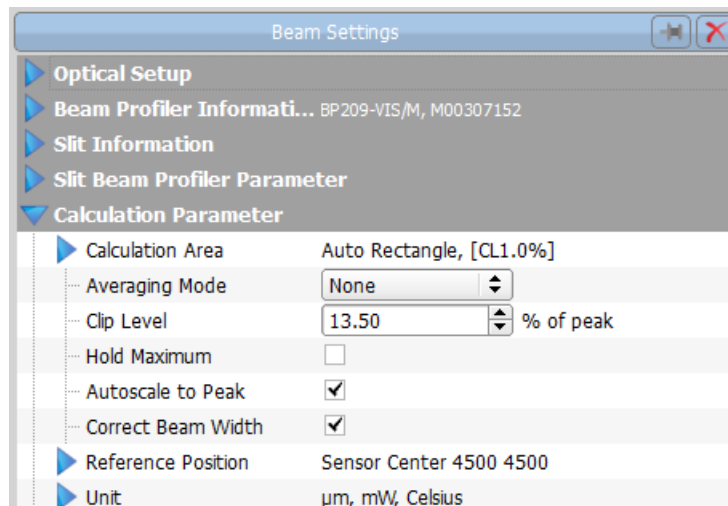 Beam Settings
Optical Setup
Beam Profiler Informati... BP209-VIS/M, M00307152
Slit Information
Slit Beam Profiler Parameter
Calculation Parameter
Calculation Area Auto Rectangle, [CL1.0%]
Averaging Mode None
Clip Level 13.50 % of peak
Hold Maximum
Autoscale to Peak
Correct Beam Width
Reference Position Sensor Center 4500 4500
Unit µm, mW, Celsius